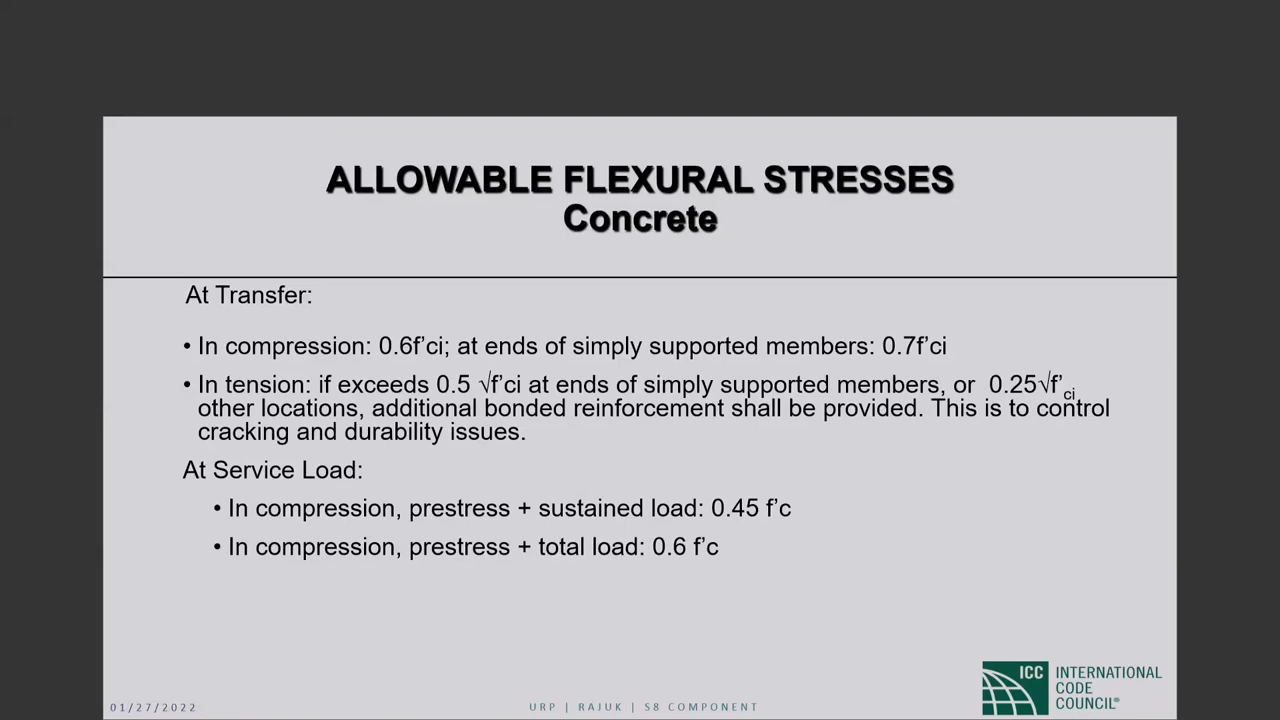 ALLOWABLE FLEXURAL STRESSES
Concrete
At Transfer:
• In compression: 0.6f’ci; at ends of simply supported members: 0.7f’ci
• In tension: if exceeds 0.5 √f’ci at ends of simply supported members, or 0.25√f’ci
other locations, additional bonded reinforcement shall be provided. This is to control
cracking and durability issues.
At Service Load:
• In compression, prestress + sustained load: 0.45 f’c
• In compression, prestress + total load: 0.6 f’c
01/27/2022
URP | RAJUK | S8 COMPONENT
ICC
INTERNATIONAL
CODE
COUNCIL®